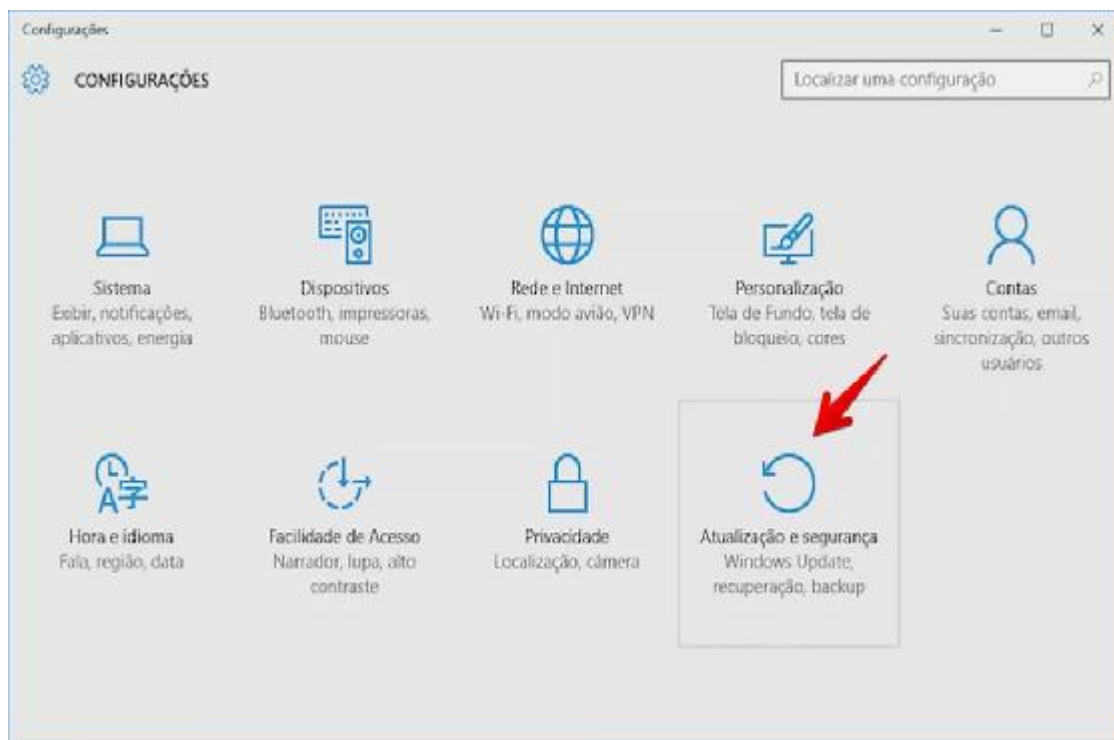 Configurações
CONFIGURAÇÕES
Localizar uma configuração
Sistema
Exibir, notificações,
aplicativos, energia
Dispositivos
Bluetooth, impressoras,
mouse
Rede e Internet
Wi-Fi, modo avião, VPN
Personalização
Tela de Fundo, tela de
bloqueio, cores
Contas
Suas contas, email,
sincronização, outros
usuários
Hora e idioma
Fala, região, data
Facilidade de Acesso
Narrador, lupa, alto
contraste
Privacidade
Localização, câmera
Atualização e segurança
Windows Update,
recuperação, backup